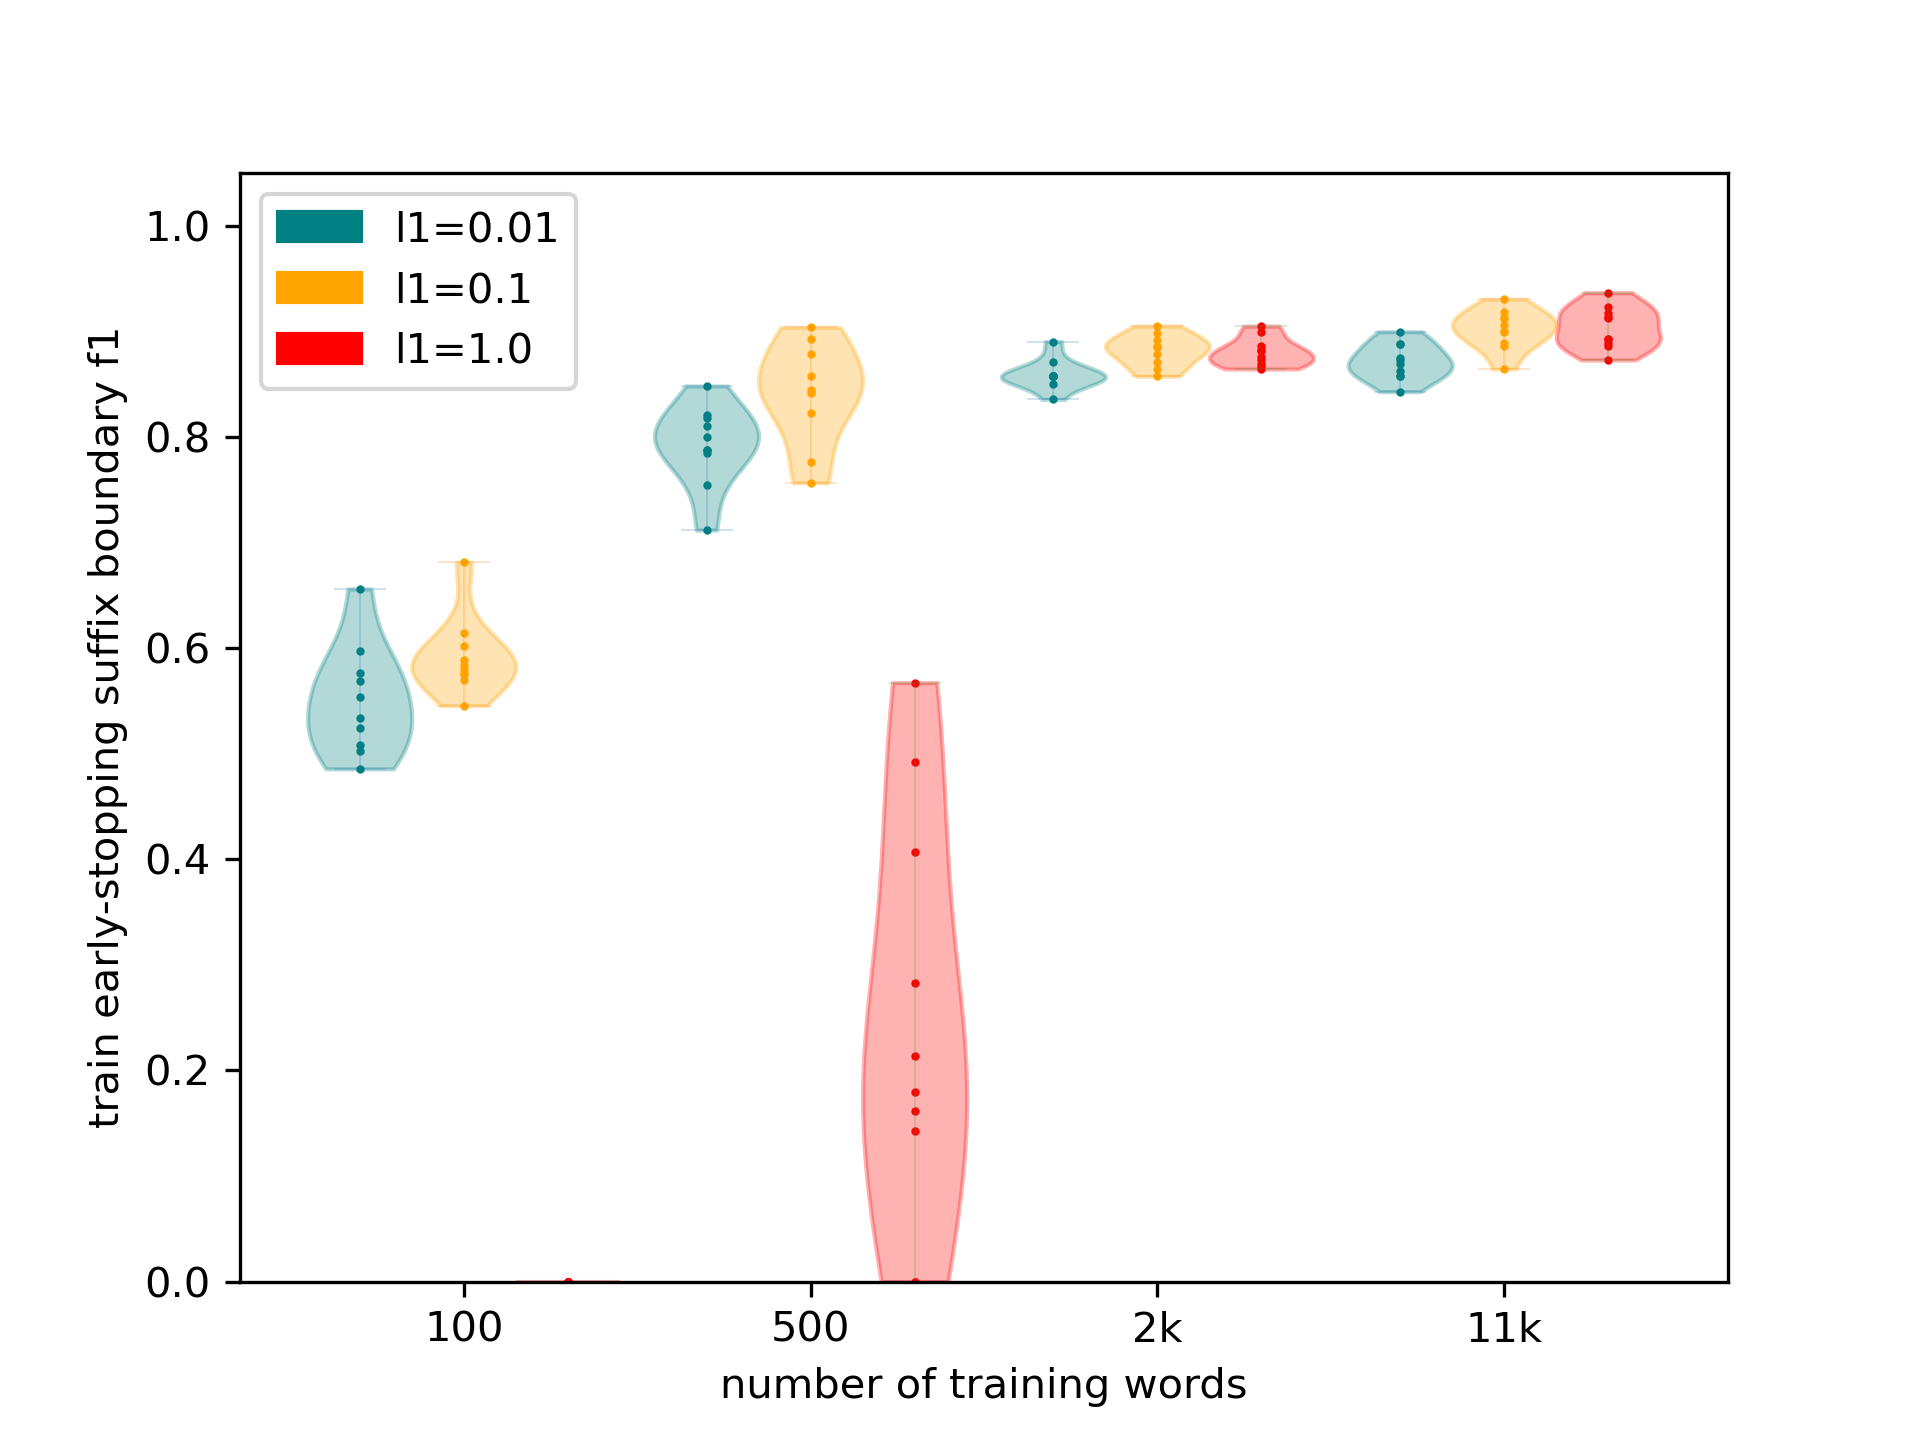 l1=0.01
l1=0.1
l1=1.0
train early-stopping suffix boundary f1
1.0
0.8
0.6
0.4
0.2
0.0
100 500 2k 11k
number of training words